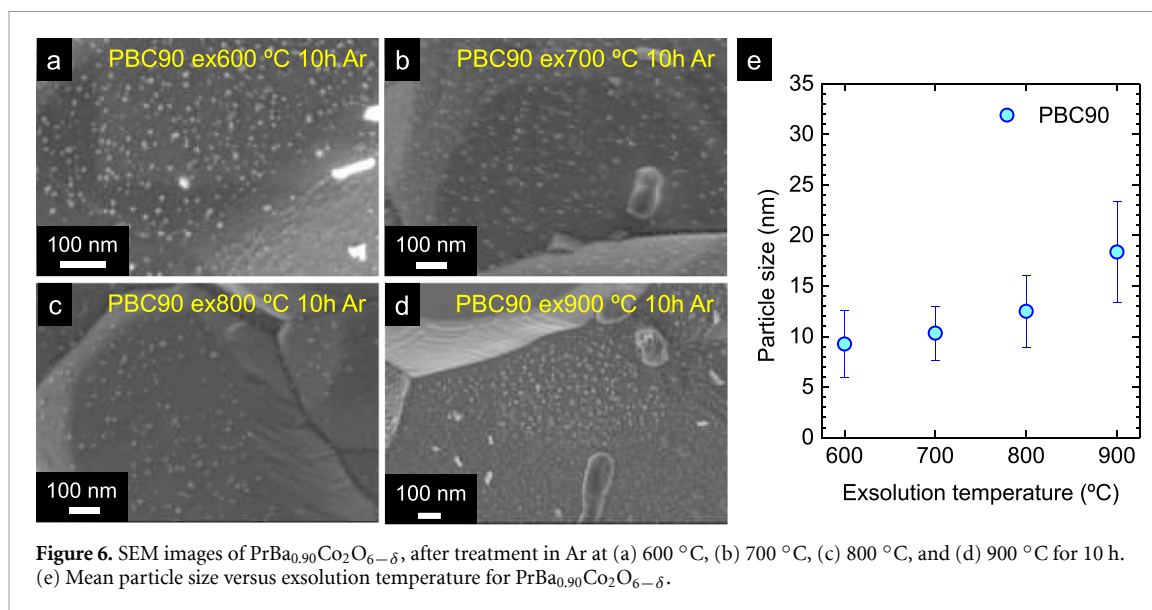 a
PBC90 ex600 ºC 10h Ar
100 nm
b
PBC90 ex700 ºC 10h Ar
100 nm
c
PBC90 ex800 ºC 10h Ar
100 nm
d
PBC90 ex900 ºC 10h Ar
100 nm
e
PBC90
35
30
25
20
15
10
5
0
Particle size (nm)
600 700 800 900
Exsolution temperature (ºC)
Figure 6. SEM images of PrBa0.90Co2O6−δ, after treatment in Ar at (a) 600 °C, (b) 700 °C, (c) 800 °C, and (d) 900 °C for 10 h.
(e) Mean particle size versus exsolution temperature for PrBa0.90Co2O6−δ.